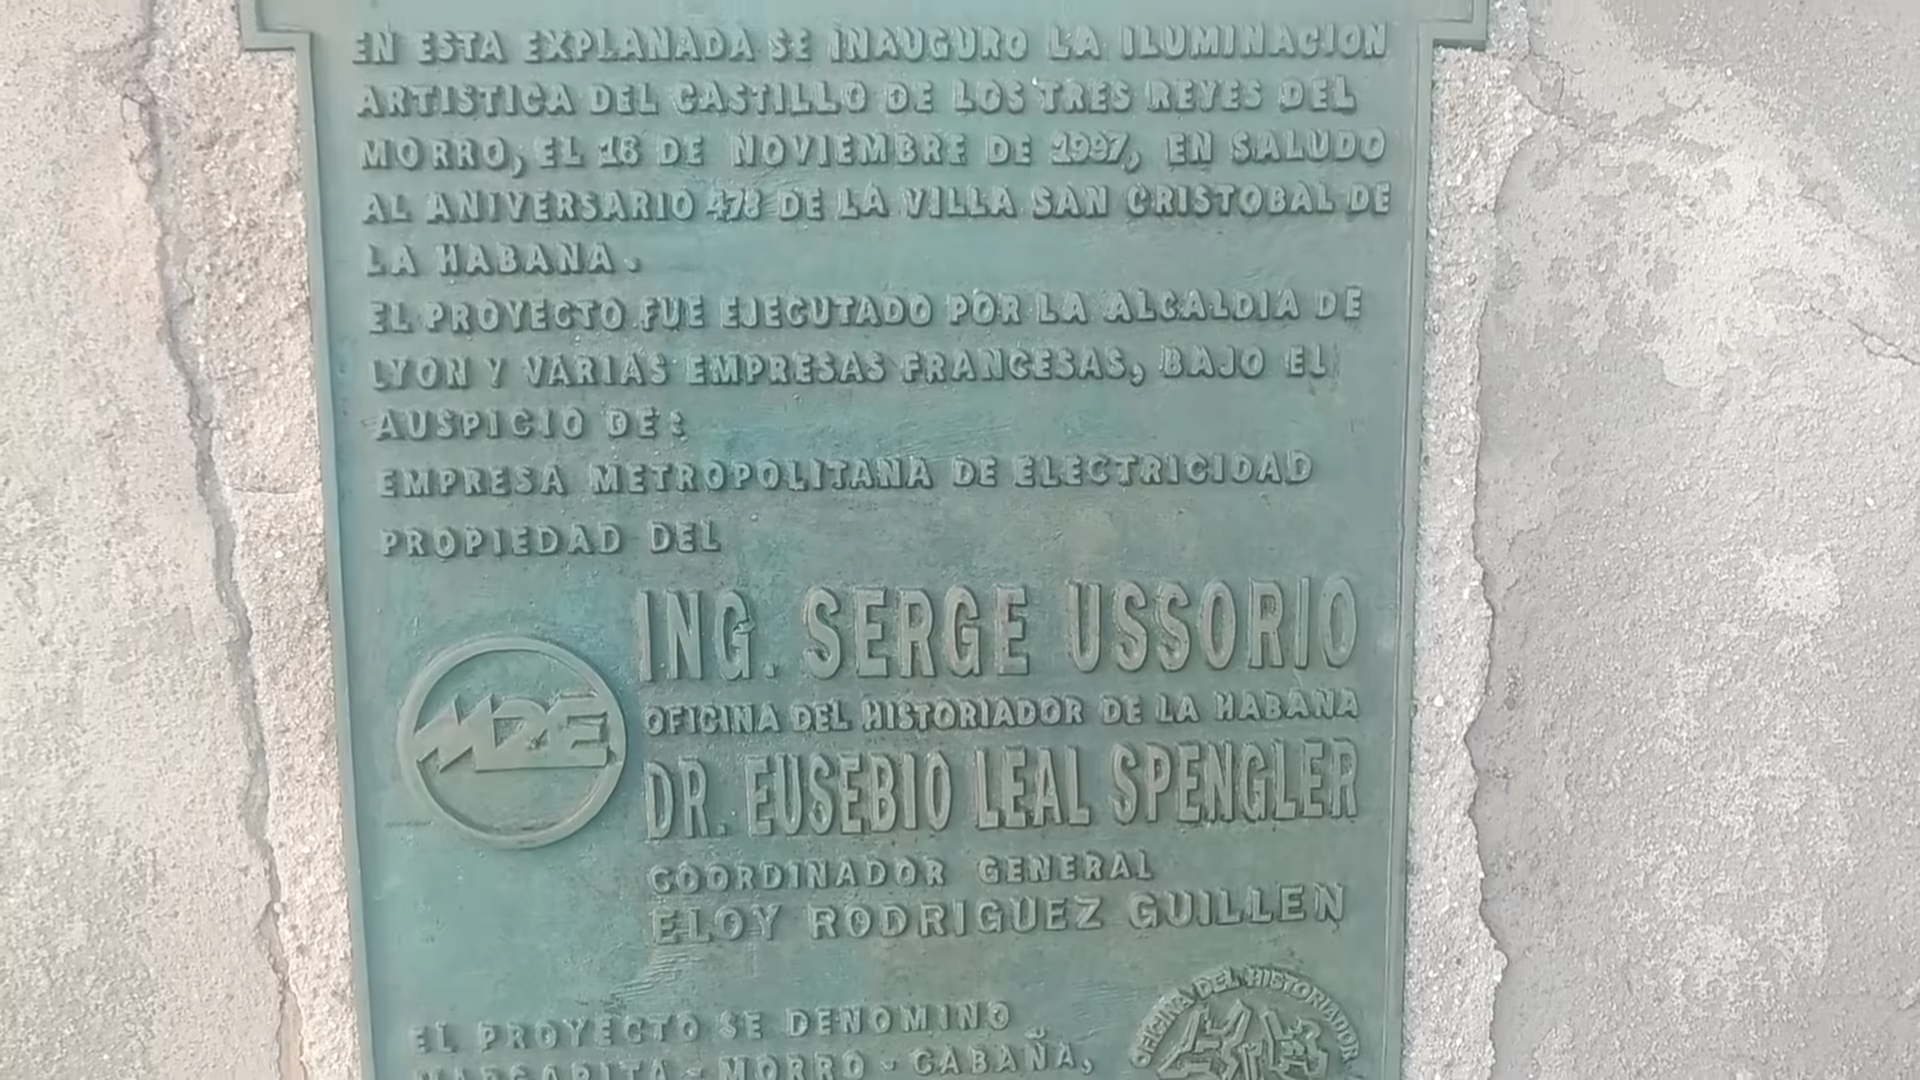 EN ESTA EXPLANADA SE INAUGURO LA ILUMINACION
ARTISTICA DEL CASTILLO DE LOS TRES REYES DEL
MORRO, EL 16 DE NOVIEMBRE DE 1997, EN SALUDO
AL ANIVERSARIO 478 DE LA VILLA SAN CRISTOBAL DE
LA HABANA.
EL PROYECTO FUE EJECUTADO POR LA ALCALDIA DE
LYON Y VARIAS EMPRESAS FRANCESAS, BAJO EL
AUSPICIO DE:
EMPRESA METROPOLITANA DE ELECTRICIDAD
PROPIEDAD DEL
ING. SERGE USSORIO
OFICINA DEL HISTORIADOR DE LA HABANA
DR. EUSEBIO LEAL SPENGLER
COORDINADOR GENERAL
ELOY RODRIGUEZ GUILLEN
EL PROYECTO SE DENOMINO
MARGARITA - MORRO - CABAÑA,
OFICINA DEL HISTORIADOR